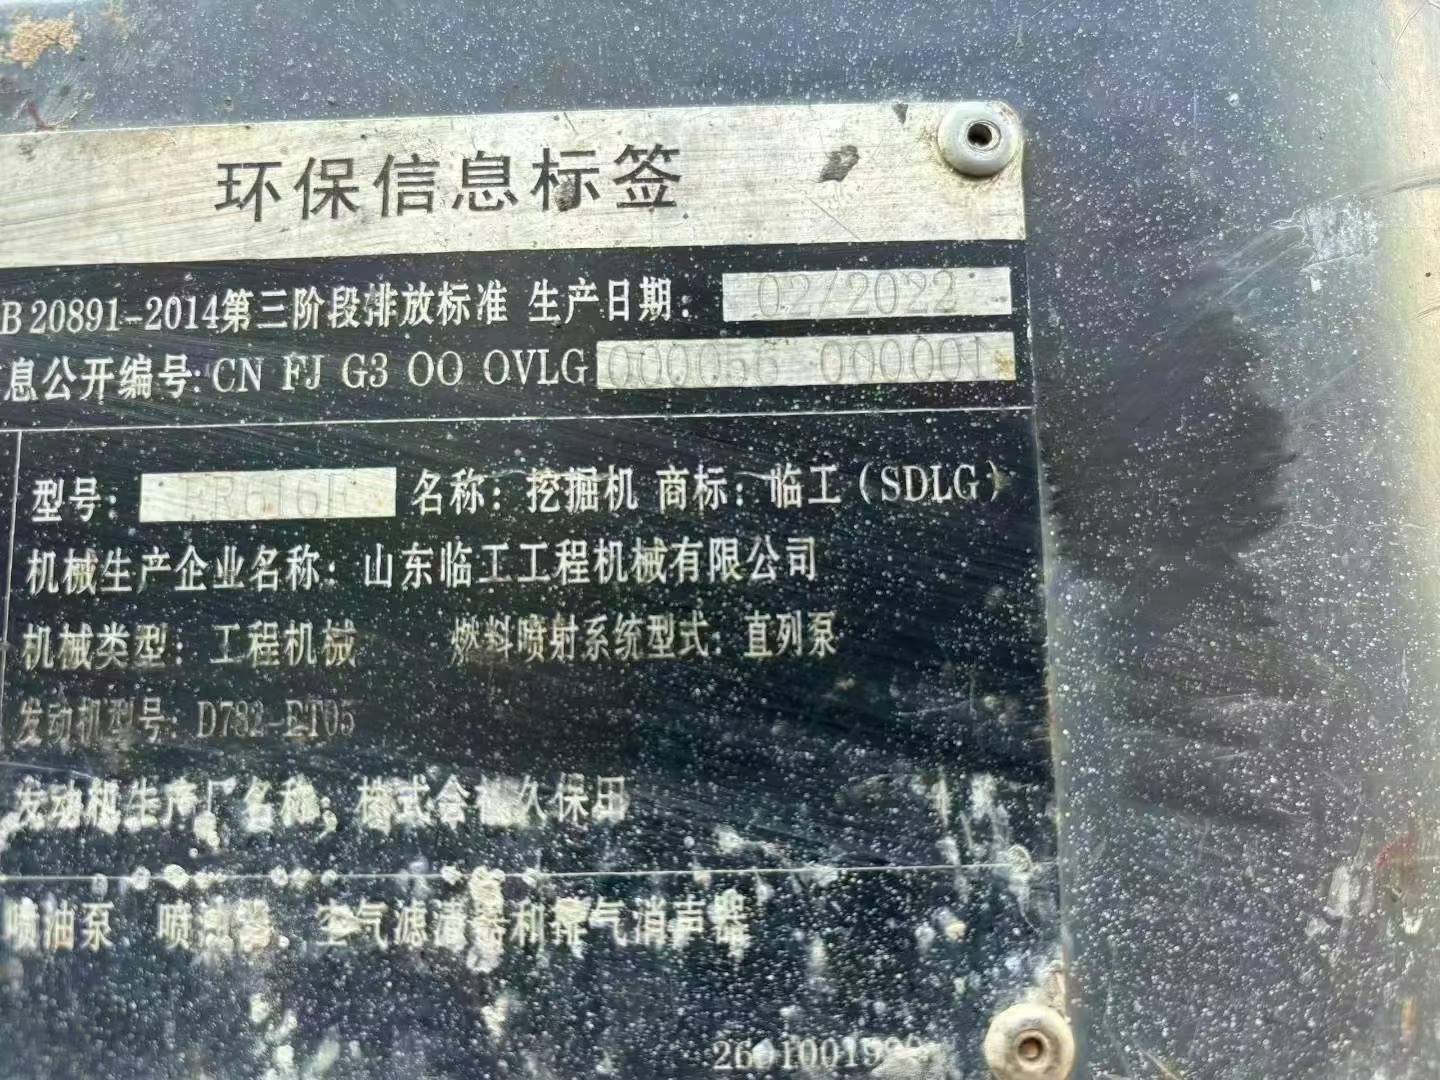 环保信息标签
B 20891-2014第三阶段排放标准 生产日期: 02/2022
息公开编号:CN FJ G3 00 0VLG 000056 000001
型号: ER616F 名称: 挖掘机 商标: 临工 (SDLG)
机械生产企业名称: 山东临工工程机械有限公司
机械类型: 工程机械 燃料喷射系统型式: 直列泵
发动机型号: D782-ET05
发动机生产厂名称: 株式会社久保田
喷油泵 喷油器 空气滤清器和排气消声器